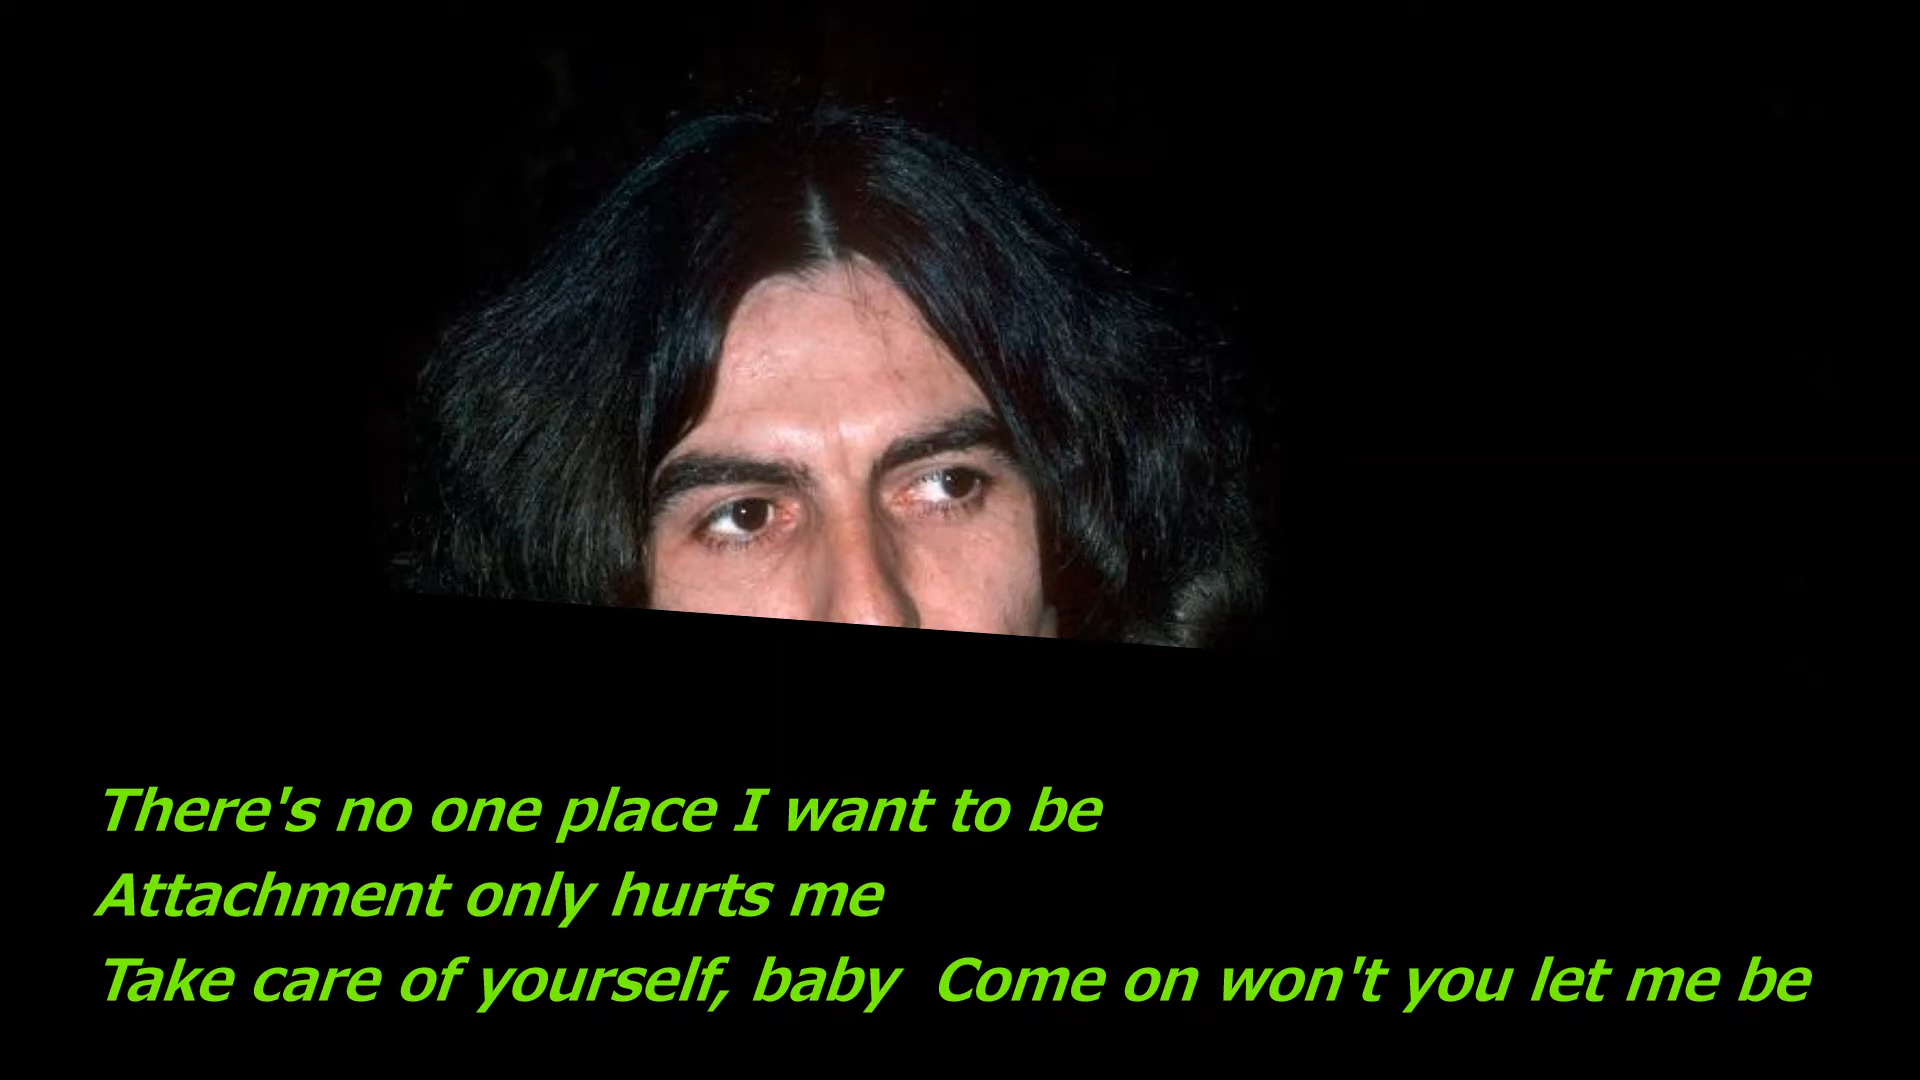 There's no one place I want to be
Attachment only hurts me
Take care of yourself, baby  Come on won't you let me be